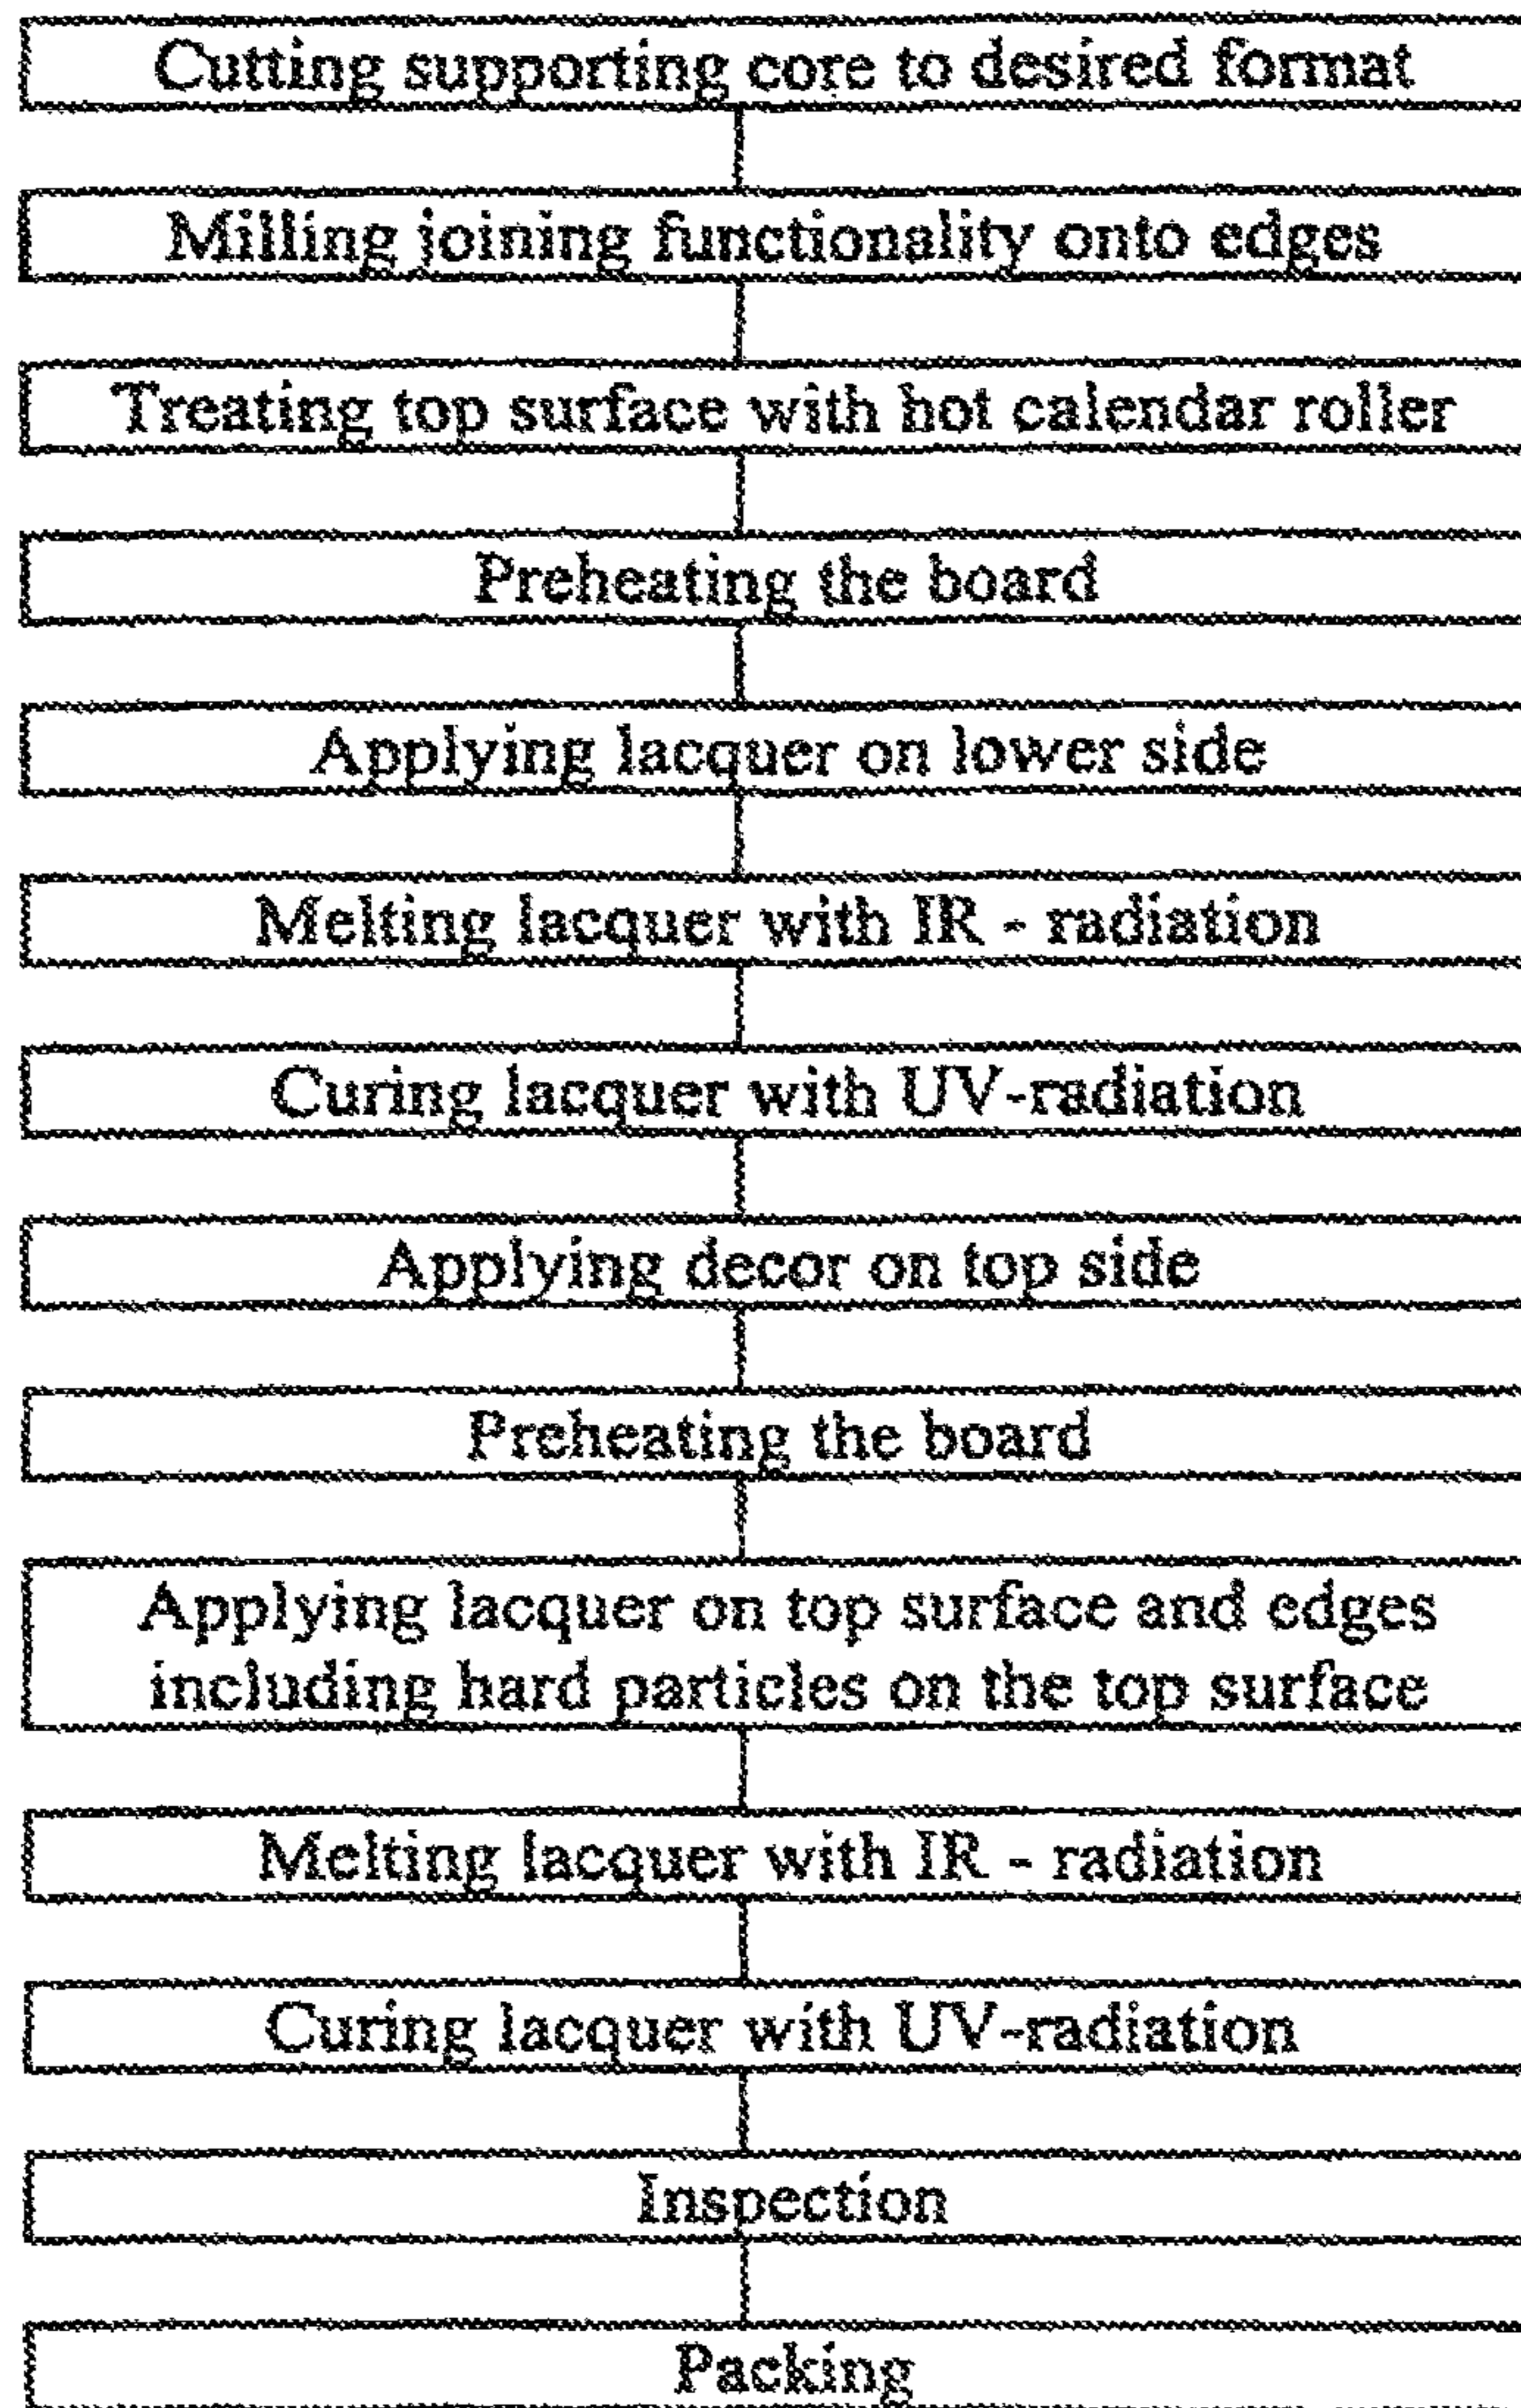 Cutting supporting core to desired format
Milling joining functionality onto edges
Treating top surface with hot calendar roller
Preheating the board
Applying lacquer on lower side
Melting lacquer with IR - radiation
Curing lacquer with UV-radiation
Applying decor on top side
Preheating the board
Applying lacquer on top surface and edges
including hard particles on the top surface
Melting lacquer with IR - radiation
Curing lacquer with UV-radiation
Inspection
Packing